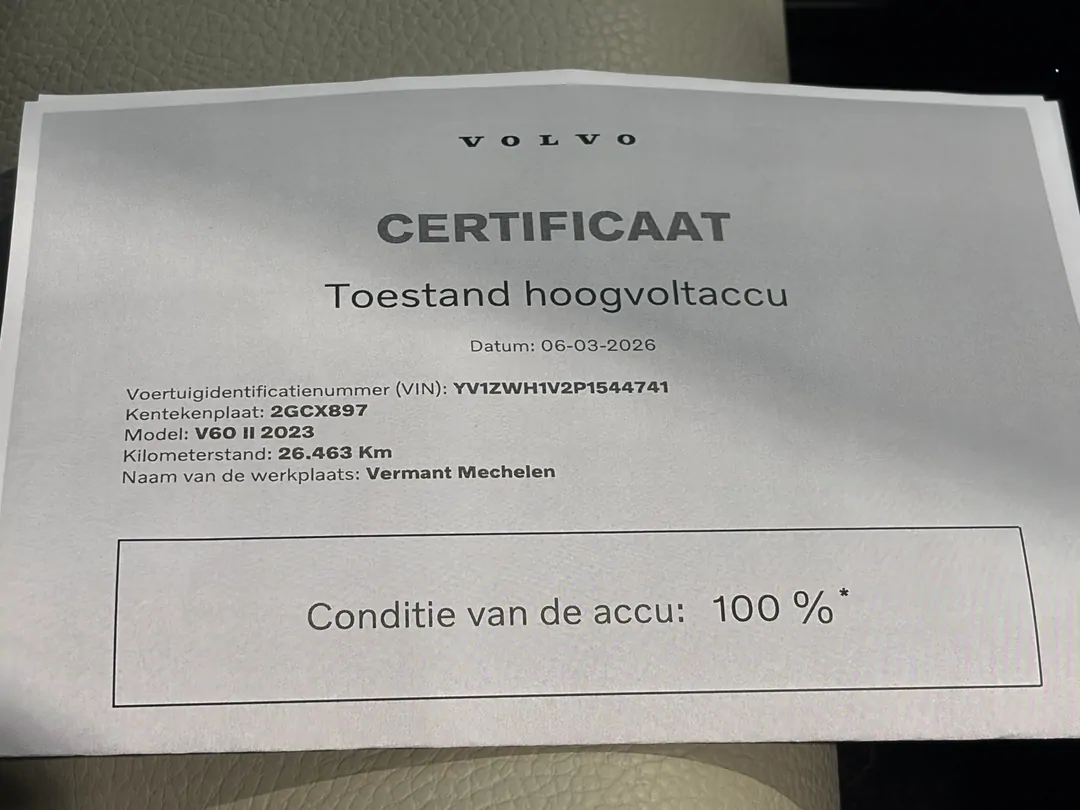 VOLVO
CERTIFICAAT
Toestand hoogvoltaccu
Datum: 06-03-2026
Voertuigidentificatienummer (VIN): YV1ZWH1V2P1544741
Kentekenplaat: 2GCX897
Model: V60 II 2023
Kilometerstand: 26.463 Km
Naam van de werkplaats: Vermant Mechelen
Conditie van de accu: 100 %*